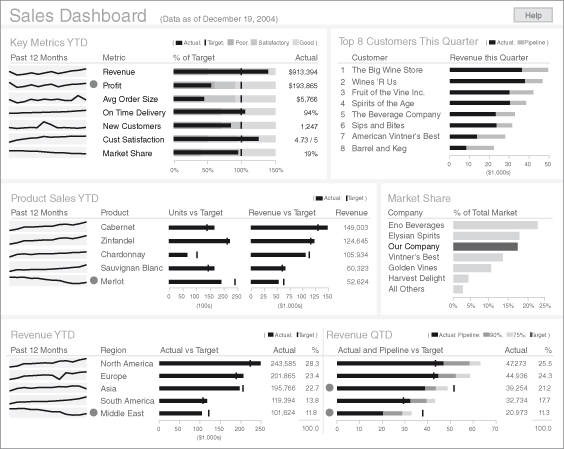 Sales Dashboard (Data as of December 19, 2004) Help
Key Metrics YTD ( Actual Target Poor Satisfactory Good )
Past 12 Months Metric % of Target Actual
Revenue $913,394
Profit $193,865
Avg Order Size $5,766
On Time Delivery 94%
New Customers 1,247
Cust Satisfaction 4.73 / 5
Market Share 19%
0% 50% 100% 150%
Top 8 Customers This Quarter ( Actual Pipeline )
Customer Revenue this Quarter
1 The Big Wine Store
2 Wines 'R Us
3 Fruit of the Vine Inc.
4 Spirits of the Age
5 The Beverage Company
6 Sips and Bites
7 American Vintner's Best
8 Barrel and Keg
0 10 20 30 40 50
($1,000s)
Product Sales YTD ( Actual Target )
Past 12 Months Product Units vs Target Revenue vs Target Revenue
Cabernet 149,003
Zinfandel 124,645
Chardonnay 105,934
Sauvignon Blanc 60,323
Merlot 52,624
0 50 100 150 200 250 0 30 60 90 120 150
(100s) ($1,000s)
Market Share
Company % of Total Market
Eno Beverages
Elysian Spirits
Our Company
Vintner's Best
Golden Vines
Harvest Delight
All Others
0% 5% 10% 15% 20% 25%
Revenue YTD ( Actual Target )
Past 12 Months Region Actual vs Target Actual %
North America 243,585 28.3
Europe 201,865 23.4
Asia 195,766 22.7
South America 119,394 13.8
Middle East 101,624 11.8
0 50 100 150 200 250 100.0
($1,000s)
Revenue QTD ( Actual Pipeline: 90%, 75% Target )
Actual and Pipeline vs Target Actual %
47,273 25.5
44,936 24.3
39,254 21.2
32,734 17.7
20,973 11.3
0 10 20 30 40 50 60 70 100.0